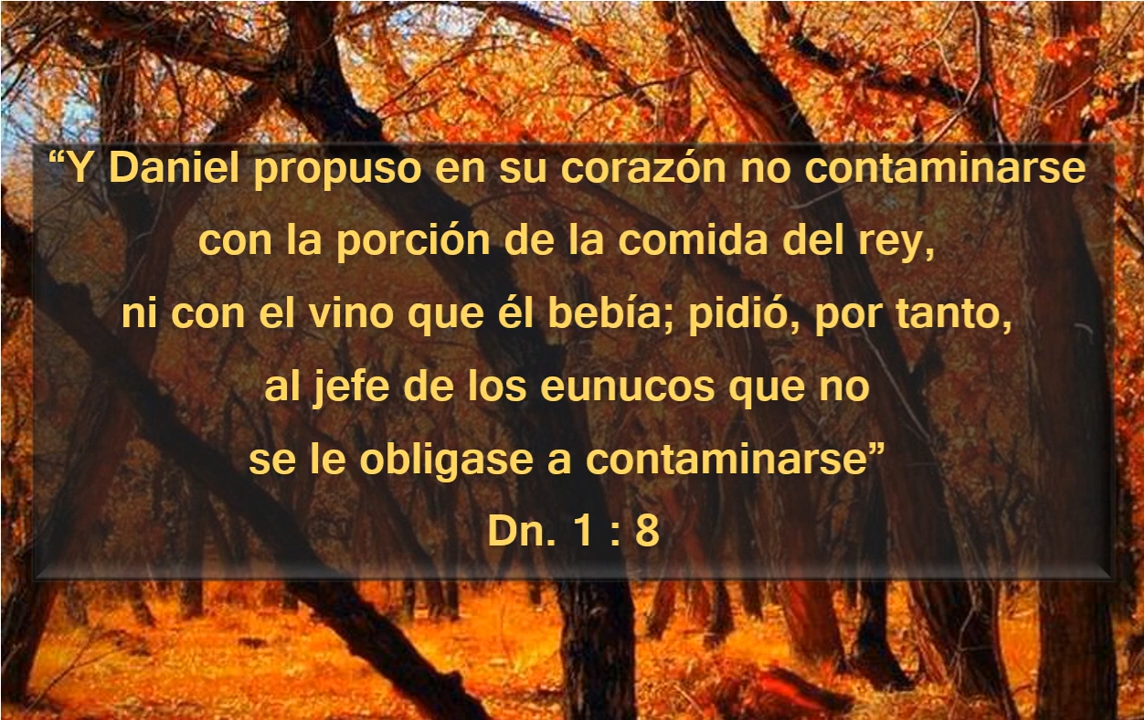 “Y Daniel propuso en su corazón no contaminarse
con la porción de la comida del rey,
ni con el vino que él bebía; pidió, por tanto,
al jefe de los eunucos que no
se le obligase a contaminarse”
Dn. 1 : 8